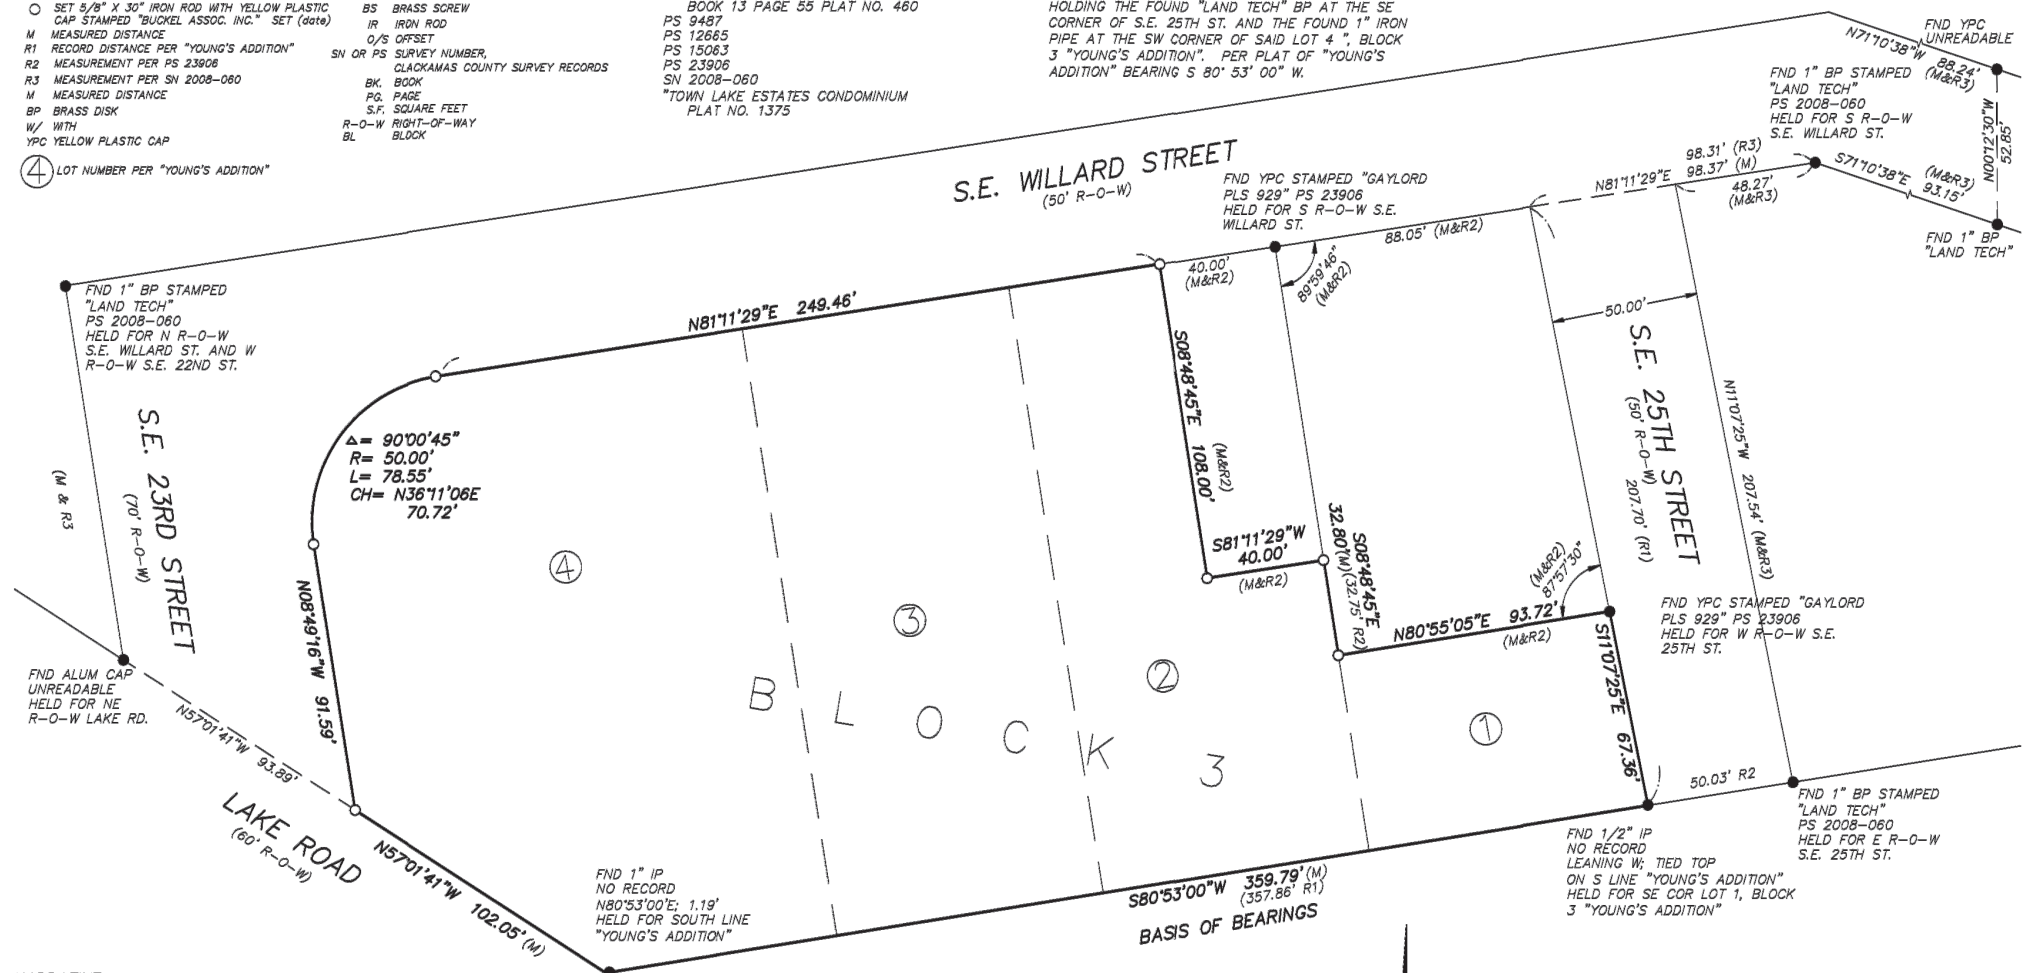 SET 5/8" X 30" IRON ROD WITH YELLOW PLASTIC
CAP STAMPED "BUCKEL ASSOC. INC." SET (date)
M MEASURED DISTANCE
R1 RECORD DISTANCE PER "YOUNG'S ADDITION"
R2 MEASUREMENT PER PS 23906
R3 MEASUREMENT PER SN 2008-060
M MEASURED DISTANCE
BP BRASS DISK
W/ WITH
YPC YELLOW PLASTIC CAP
4 LOT NUMBER PER "YOUNG'S ADDITION"
BS BRASS SCREW
IR IRON ROD
O/S OFFSET
SN OR PS SURVEY NUMBER,
CLACKAMAS COUNTY SURVEY RECORDS
BK. BOOK
PG. PAGE
S.F. SQUARE FEET
R-O-W RIGHT-OF-WAY
BL BLOCK
BOOK 13 PAGE 55 PLAT NO. 460
PS 9487
PS 12665
PS 15063
PS 23906
SN 2008-060
"TOWN LAKE ESTATES CONDOMINIUM
PLAT NO. 1375
HOLDING THE FOUND "LAND TECH" BP AT THE SE
CORNER OF S.E. 25TH ST. AND THE FOUND 1" IRON
PIPE AT THE SW CORNER OF SAID LOT 4 ", BLOCK
3 "YOUNG'S ADDITION". PER PLAT OF "YOUNG'S
ADDITION" BEARING S 80° 53' 00" W.
FND YPC
UNREADABLE
N71°10'38"W 88.24'
(M&R3)
FND 1" BP STAMPED
"LAND TECH"
PS 2008-060
HELD FOR S R-O-W
S.E. WILLARD ST.
N00°12'30"W
52.85'
S71°10'38"E 93.15'
(M&R3)
FND 1" BP
"LAND TECH"
98.31' (R3)
98.37' (M)
N81°11'29"E
48.27'
(M&R3)
S.E. WILLARD STREET
(50' R-O-W)
FND YPC STAMPED "GAYLORD
PLS 929" PS 23906
HELD FOR S R-O-W S.E.
WILLARD ST.
88.05' (M&R2)
40.00'
(M&R2)
89°59'46"
(M&R2)
50.00'
FND 1" BP STAMPED
"LAND TECH"
PS 2008-060
HELD FOR N R-O-W
S.E. WILLARD ST. AND W
R-O-W S.E. 22ND ST.
N81°11'29"E 249.46'
S.E. 23RD STREET
(70' R-O-W)
(M & R3
Δ= 90°00'45"
R= 50.00'
L= 78.55'
CH= N36°11'06E
70.72'
S08°48'45"E 108.00'
(M&R2)
S81°11'29"W
40.00'
(M&R2)
S08°48'45"E
32.80'(M)(32.75' R2)
S.E. 25TH STREET
(50' R-O-W)
207.70' (R1)
N11°07'25"W 207.54' (M&R3)
(M&R2)
87°57'30"
N80°55'05"E 93.72'
(M&R2)
FND YPC STAMPED "GAYLORD
PLS 929" PS 23906
HELD FOR W R-O-W S.E.
25TH ST.
S11°07'25"E 67.36'
4
3
2
1
BLOCK 3
N08°49'16"W 91.59'
FND ALUM CAP
UNREADABLE
HELD FOR NE
R-O-W LAKE RD.
N57°01'41"W 93.89'
LAKE ROAD
(60' R-O-W)
N57°01'41"W 102.05' (M)
FND 1" IP
NO RECORD
N80°53'00"E; 1.19'
HELD FOR SOUTH LINE
"YOUNG'S ADDITION"
S80°53'00"W 359.79' (M)
(357.86' R1)
BASIS OF BEARINGS
50.03' R2
FND 1/2" IP
NO RECORD
LEANING W; TIED TOP
ON S LINE "YOUNG'S ADDITION"
HELD FOR SE COR LOT 1, BLOCK
3 "YOUNG'S ADDITION"
FND 1" BP STAMPED
"LAND TECH"
PS 2008-060
HELD FOR E R-O-W
S.E. 25TH ST.